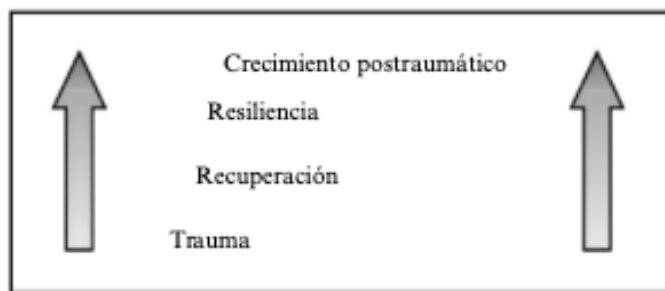 Crecimiento postraumático
Resiliencia
Recuperación
Trauma